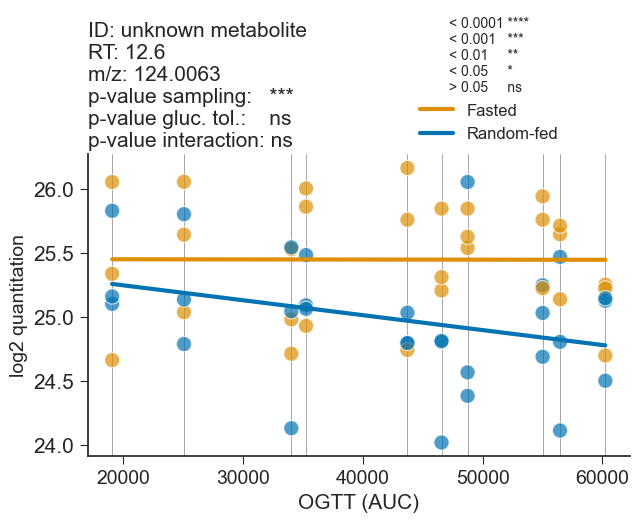 ID: unknown metabolite
RT: 12.6
m/z: 124.0063
p-value sampling: ***
p-value gluc. tol.: ns
p-value interaction: ns
< 0.0001 ****
< 0.001 ***
< 0.01 **
< 0.05 *
> 0.05 ns
Fasted
Random-fed
26.0
25.5
25.0
24.5
24.0
log2 quantitation
20000 30000 40000 50000 60000
OGTT (AUC)